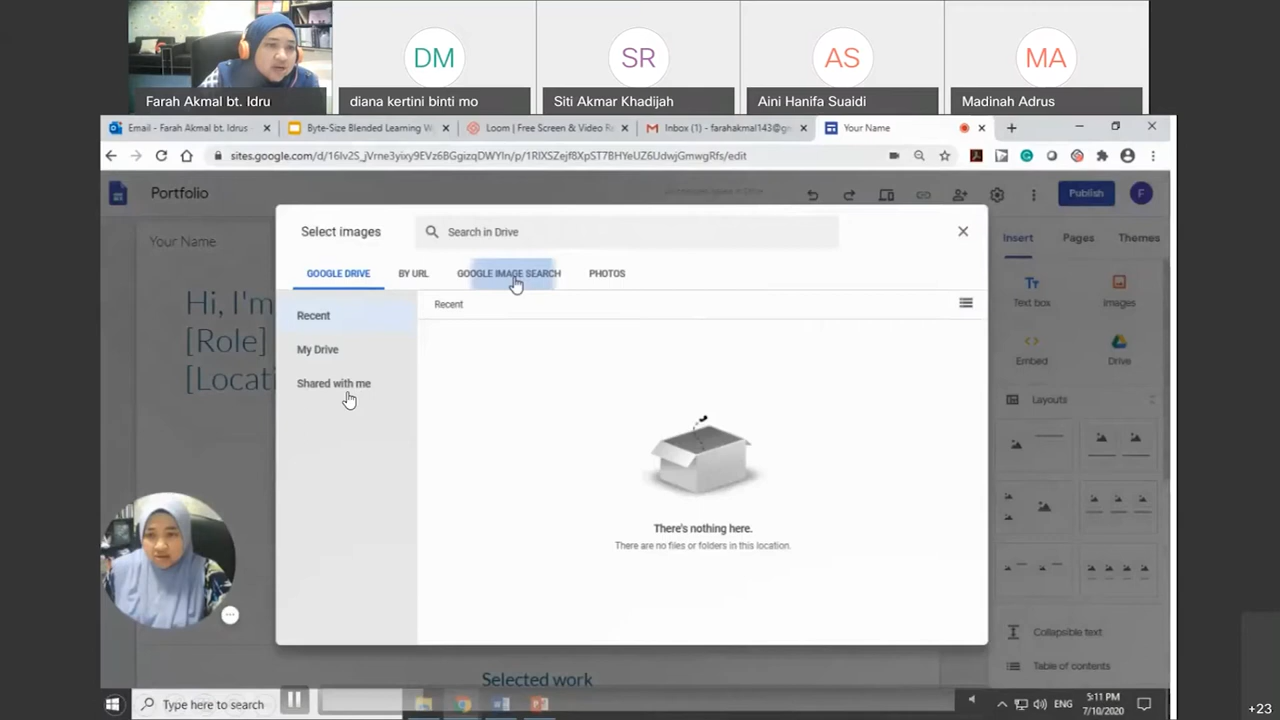 DM
SR
AS
MA
Farah Akmal bt. Idru
diana kertini binti mo
Siti Akmar Khadijah
Aini Hanifa Suaidi
Madinah Adrus
Email - Farah Akmal bt. Idrus -
Byte-Size Blended Learning W
Loom | Free Screen & Video R
Inbox (1) - farahakmal143@g
Your Name
sites.google.com/d/16Iv2S_jVrne3yixy9EVz6BGgizqDWYIn/p/1RlXSZejf8XpST7BHYeUZ6UdwjGmwgRfs/edit
Portfolio
Publish
F
Your Name
Select images
Search in Drive
Insert
Pages
Themes
GOOGLE DRIVE
BY URL
GOOGLE IMAGE SEARCH
PHOTOS
Hi, I'm
[Role]
[Locati
Recent
My Drive
Shared with me
Recent
Text box
Images
Embed
Drive
Layouts
There's nothing here.
There are no files or folders in this location.
Collapsible text
Table of contents
Selected work
Type here to search
ENG
5:11 PM
7/10/2020
+23